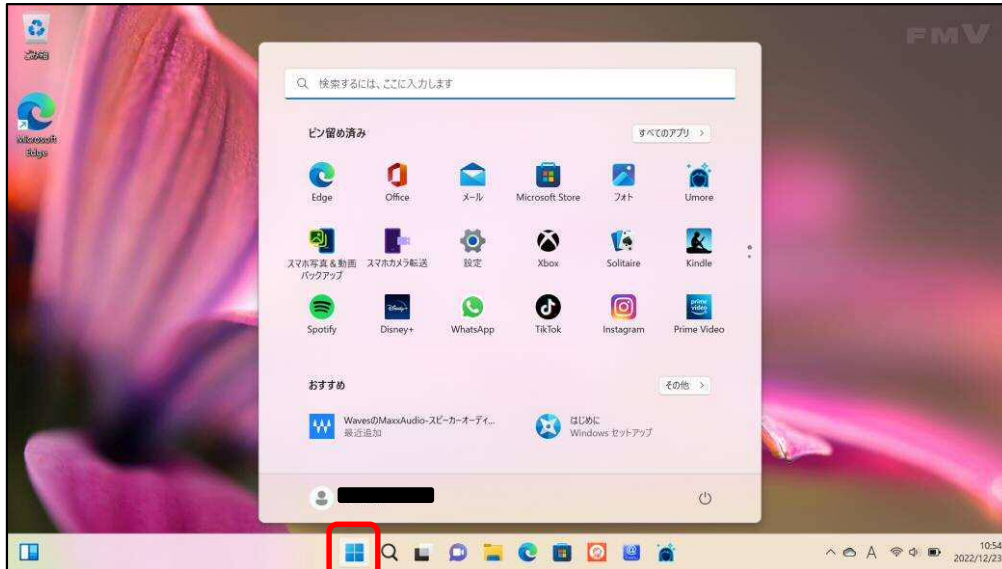 FMV
ごみ箱
Microsoft
Edge
検索するには、ここに入力します
ピン留め済み
すべてのアプリ >
Edge
Office
メール
Microsoft Store
フォト
Umore
スマホ写真&動画
バックアップ
スマホカメラ転送
設定
Xbox
Solitaire
Kindle
Spotify
Disney+
WhatsApp
TikTok
Instagram
prime video
Prime Video
おすすめ
その他 >
WavesのMaxxAudio-スピーカーオーディ...
最近追加
はじめに
Windows セットアップ
A
10:54
2022/12/23